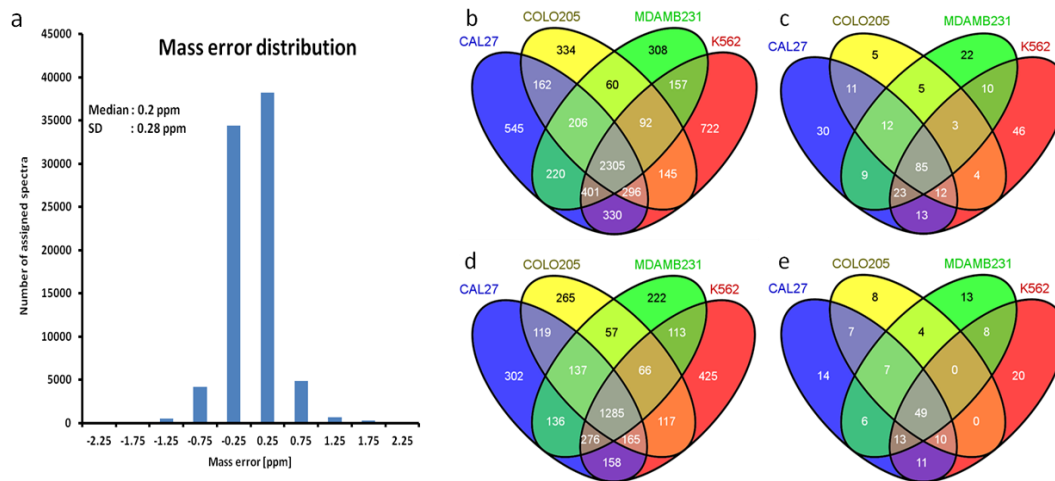 a
Mass error distribution
Median : 0.2 ppm
SD : 0.28 ppm
Number of assigned spectra
45000
40000
35000
30000
25000
20000
15000
10000
5000
0
-2.25 -1.75 -1.25 -0.75 -0.25 0.25 0.75 1.25 1.75 2.25
Mass error [ppm]
b
COLO205 MDAMB231
CAL27 K562
334 308
162 60 157
545 206 92 722
2305
220 145
401 296
330
c
COLO205 MDAMB231
CAL27 K562
5 22
11 5 10
30 12 3 46
85
9 4
23 12
13
d
COLO205 MDAMB231
CAL27 K562
265 222
119 57 113
302 137 66 425
1285
136 117
276 165
158
e
COLO205 MDAMB231
CAL27 K562
8 13
7 4 8
14 7 0 20
49
6 0
13 10
11